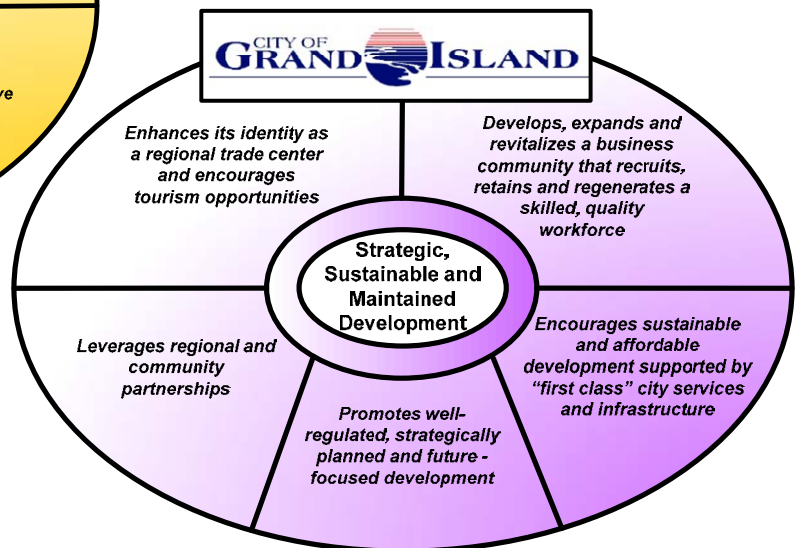 ve
CITY OF
GRAND ISLAND
Enhances its identity as
a regional trade center
and encourages
tourism opportunities
Develops, expands and
revitalizes a business
community that recruits,
retains and regenerates a
skilled, quality
workforce
Strategic,
Sustainable and
Maintained
Development
Leverages regional and
community
partnerships
Encourages sustainable
and affordable
development supported by
“first class” city services
and infrastructure
Promotes well-
regulated, strategically
planned and future -
focused development